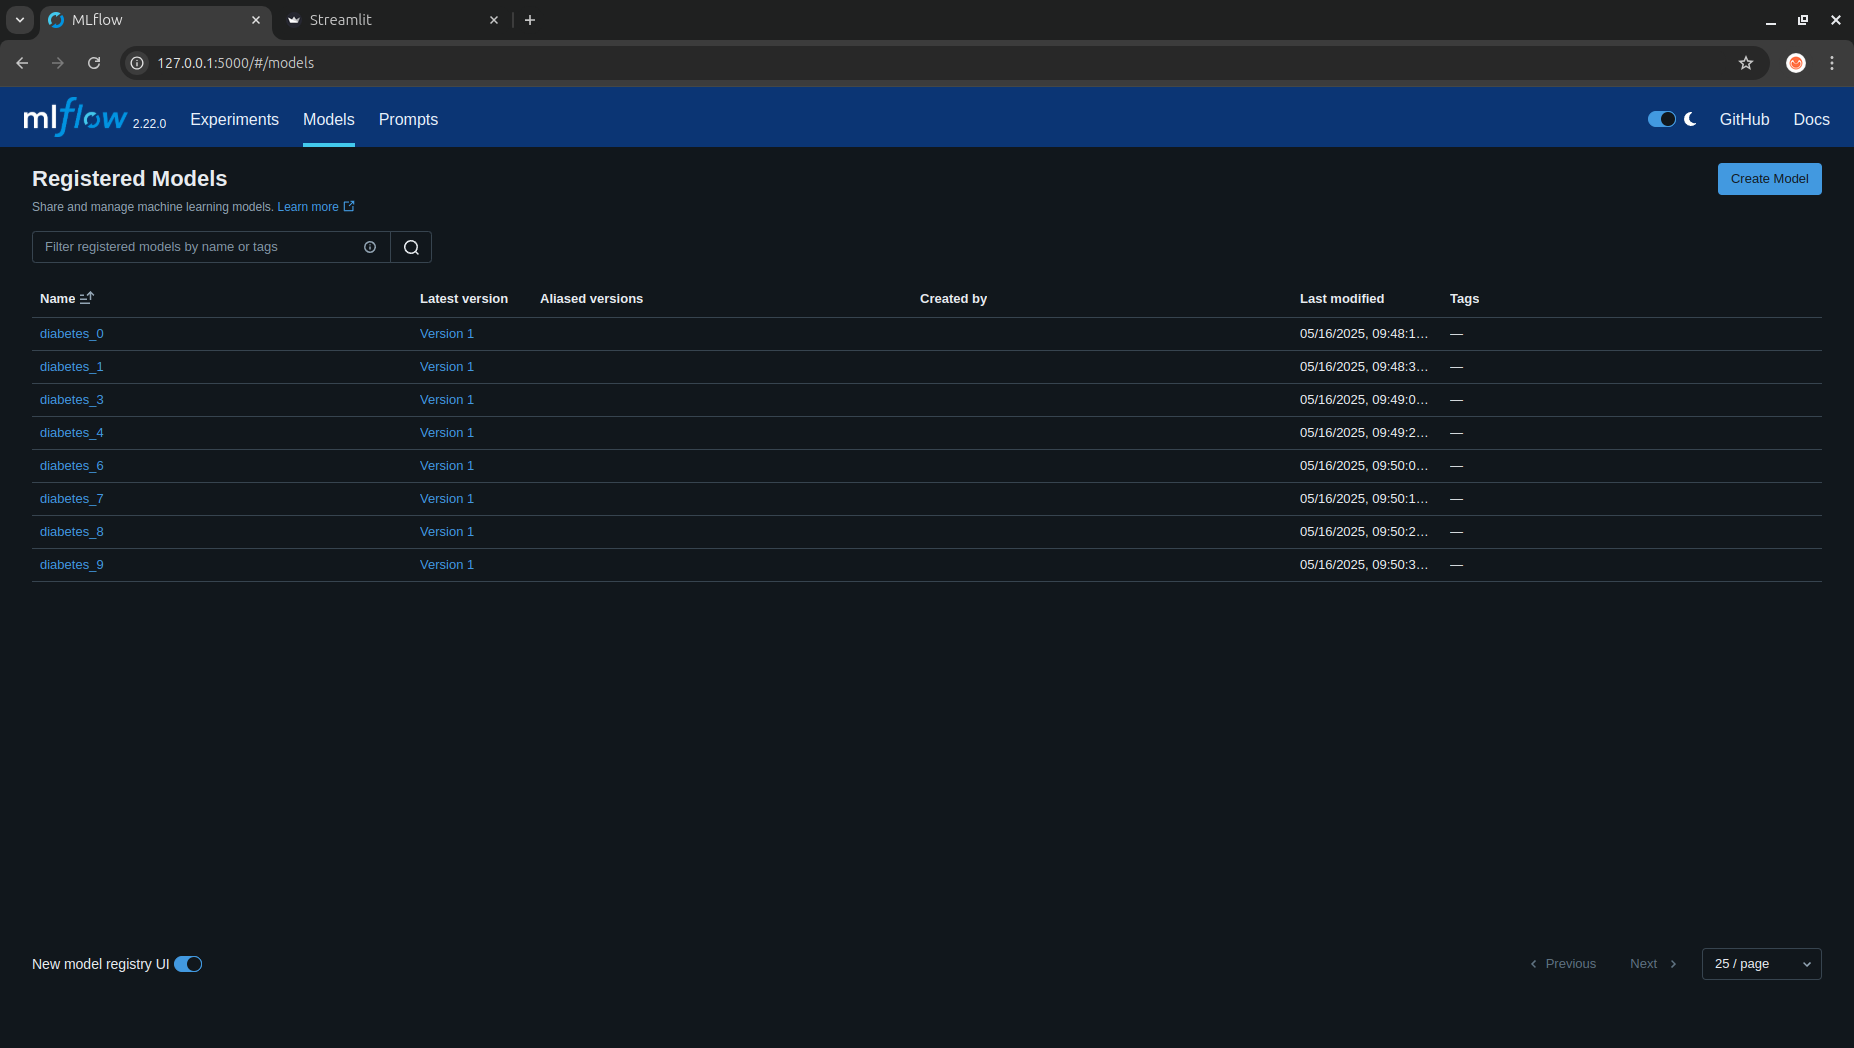 MLflow
Streamlit
127.0.0.1:5000/#/models
mlflow 2.22.0 Experiments Models Prompts GitHub Docs
Registered Models
Create Model
Share and manage machine learning models. Learn more
Filter registered models by name or tags
Name Latest version Aliased versions Created by Last modified Tags
diabetes_0 Version 1 05/16/2025, 09:48:1… —
diabetes_1 Version 1 05/16/2025, 09:48:3… —
diabetes_3 Version 1 05/16/2025, 09:49:0… —
diabetes_4 Version 1 05/16/2025, 09:49:2… —
diabetes_6 Version 1 05/16/2025, 09:50:0… —
diabetes_7 Version 1 05/16/2025, 09:50:1… —
diabetes_8 Version 1 05/16/2025, 09:50:2… —
diabetes_9 Version 1 05/16/2025, 09:50:3… —
New model registry UI Previous Next 25 / page